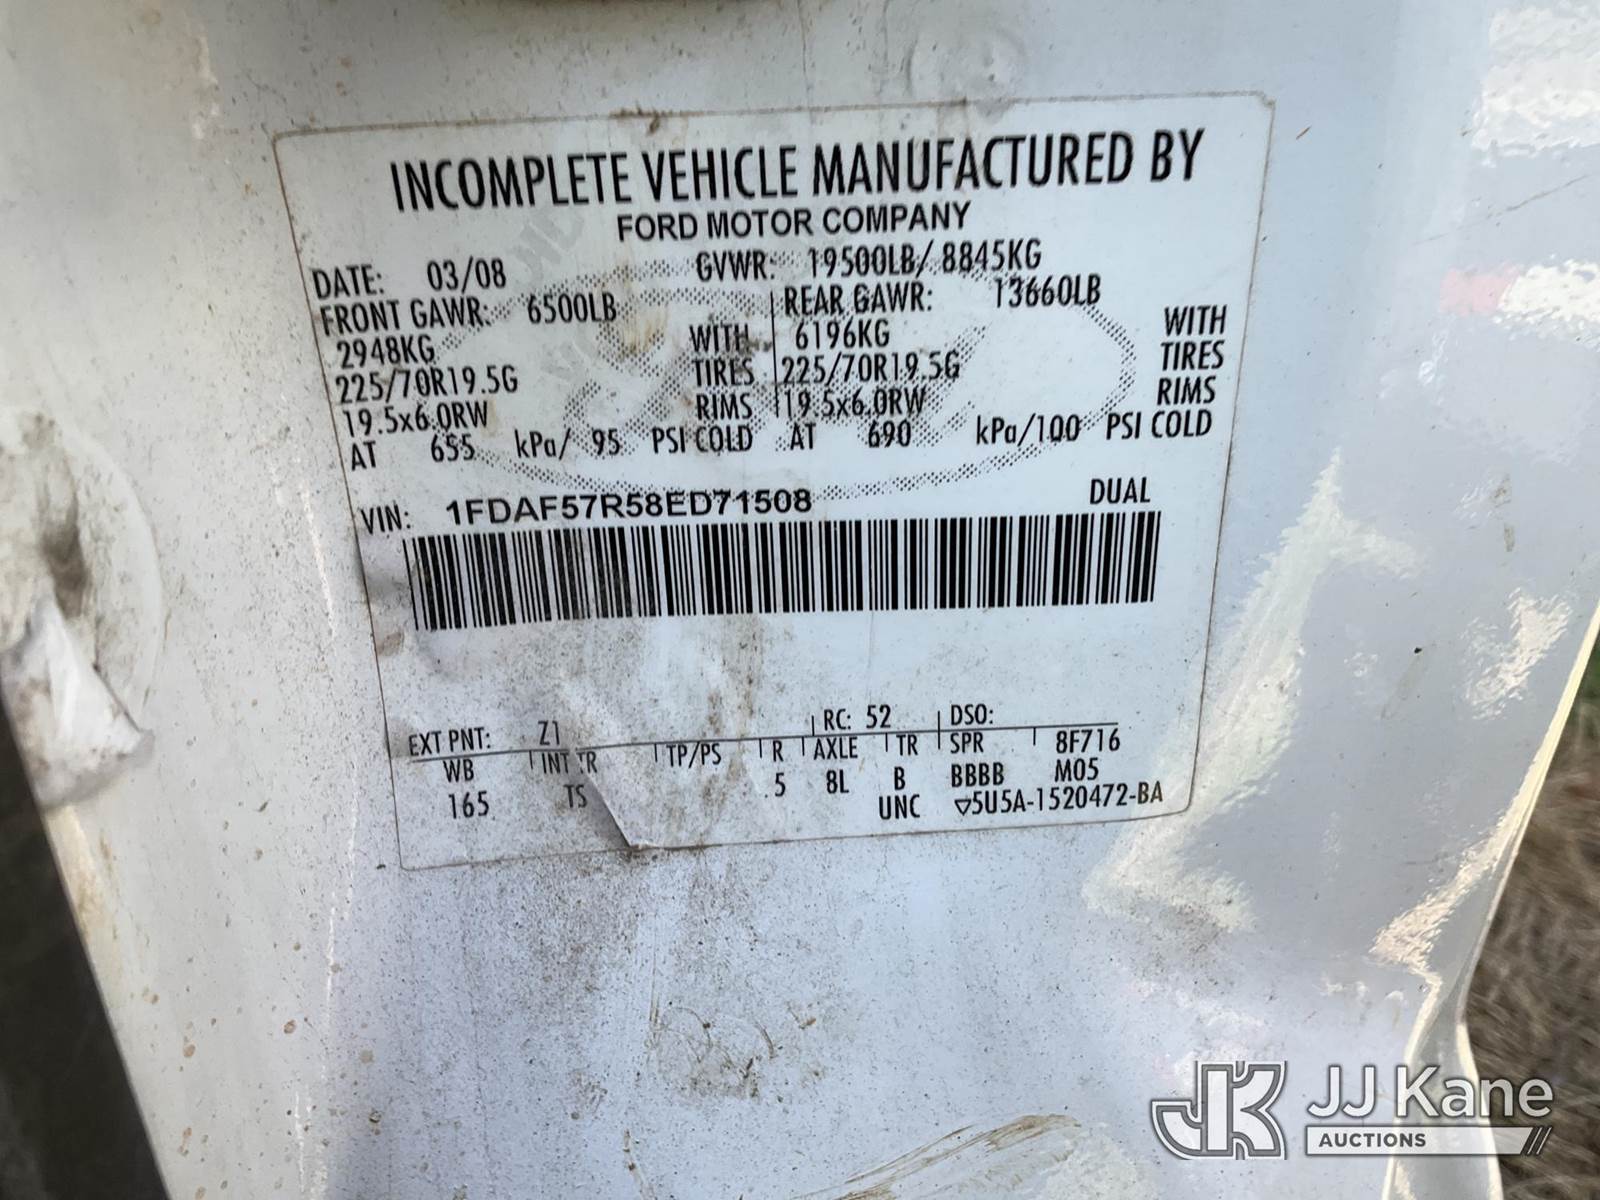 INCOMPLETE VEHICLE MANUFACTURED BY
FORD MOTOR COMPANY
DATE: 03/08 GVWR: 19500LB/ 8845KG
FRONT GAWR: 6500LB REAR GAWR: 13660LB
2948KG WITH 6196KG WITH
225/70R19.5G TIRES 225/70R19.5G TIRES
19.5x6.0RW RIMS 19.5x6.0RW RIMS
AT 655 kPa/ 95 PSI COLD AT 690 kPa/100 PSI COLD
VIN: 1FDAF57R58ED71508 DUAL
EXT PNT: Z1 RC: 52 DSO:
WB INT TR TP/PS R AXLE TR SPR 8F716
165 TS 5 8L B BBBB M05
UNC ▽5U5A-1520472-BA
JK JJ Kane
AUCTIONS